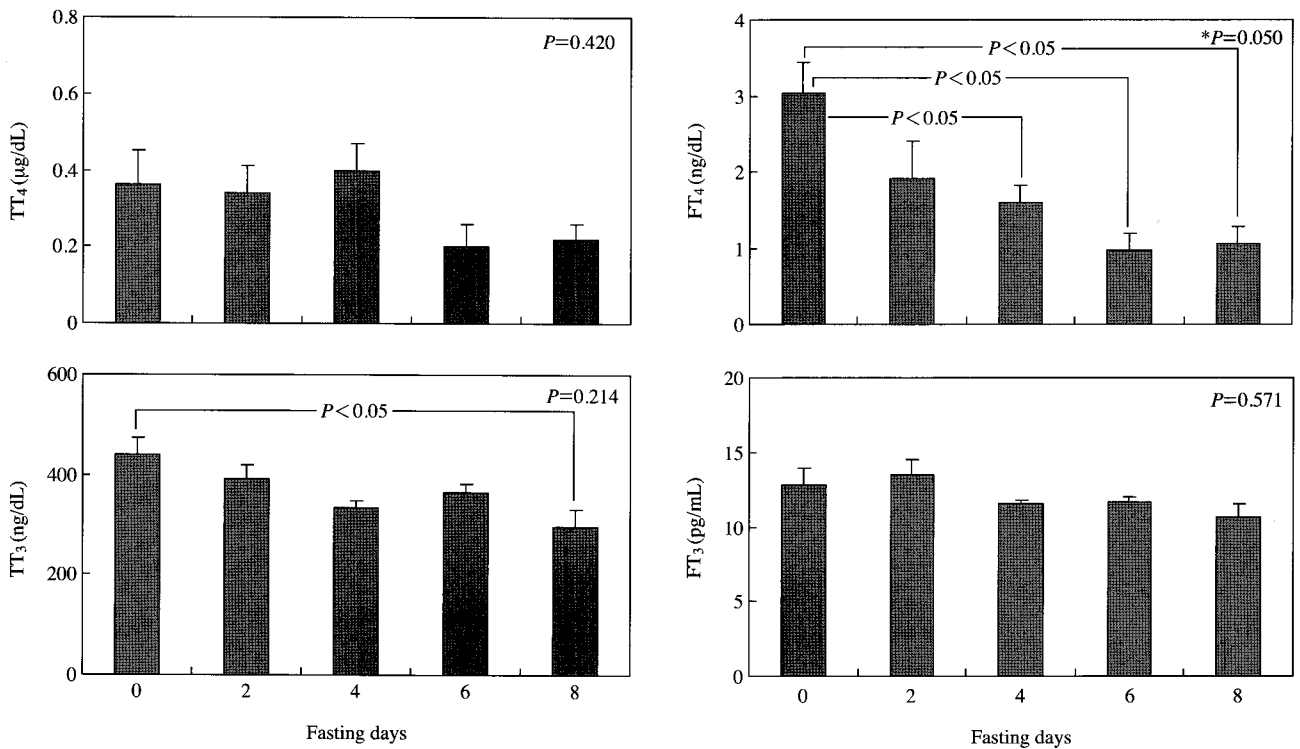 0.8
0.6
0.4
0.2
0
TT4 (μg/dL)
P=0.420
4
3
2
1
0
FT4 (ng/dL)
*P=0.050
P<0.05
P<0.05
P<0.05
600
400
200
0
TT3 (ng/dL)
P=0.214
P<0.05
0 2 4 6 8
Fasting days
20
15
10
5
0
FT3 (pg/mL)
P=0.571
0 2 4 6 8
Fasting days